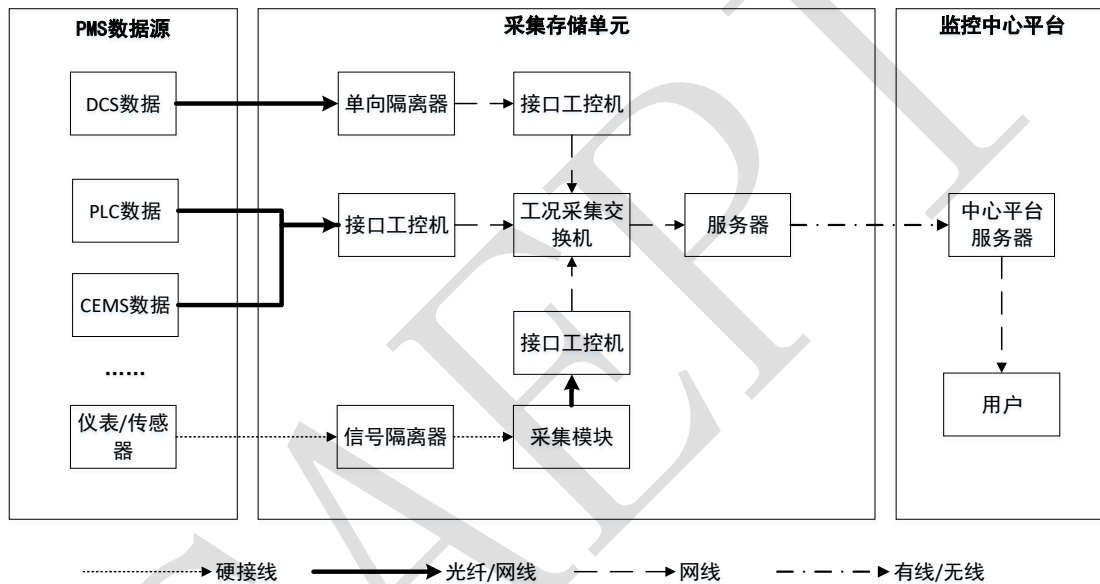 PMS数据源
采集存储单元
监控中心平台
DCS数据
单向隔离器
接口工控机
PLC数据
接口工控机
工况采集交
换机
服务器
中心平台
服务器
CEMS数据
接口工控机
......
用户
仪表/传感
器
信号隔离器
采集模块
硬接线
光纤/网线
网线
有线/无线
CAEPI